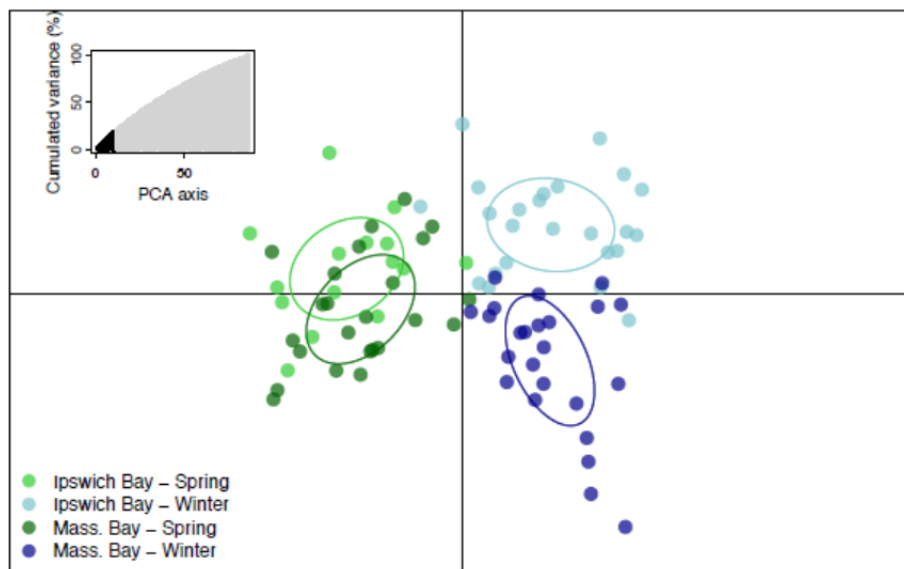 Cumulated variance (%)
100
50
0
0
50
PCA axis
Ipswich Bay – Spring
Ipswich Bay – Winter
Mass. Bay – Spring
Mass. Bay – Winter